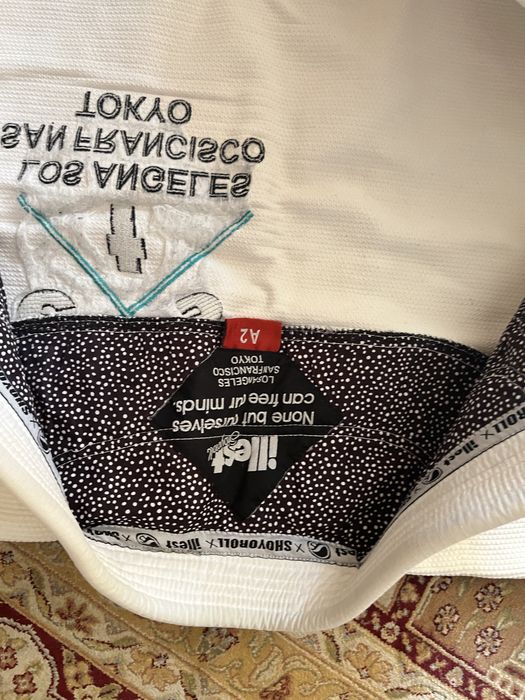 X SHOYOROLL X illest
SHOYOROLL X illest
illest
None but ourselves
can free our minds.
LOS ANGELES
SAN FRANCISCO
TOKYO
A2
LOS ANGELES
SAN FRANCISCO
TOKYO